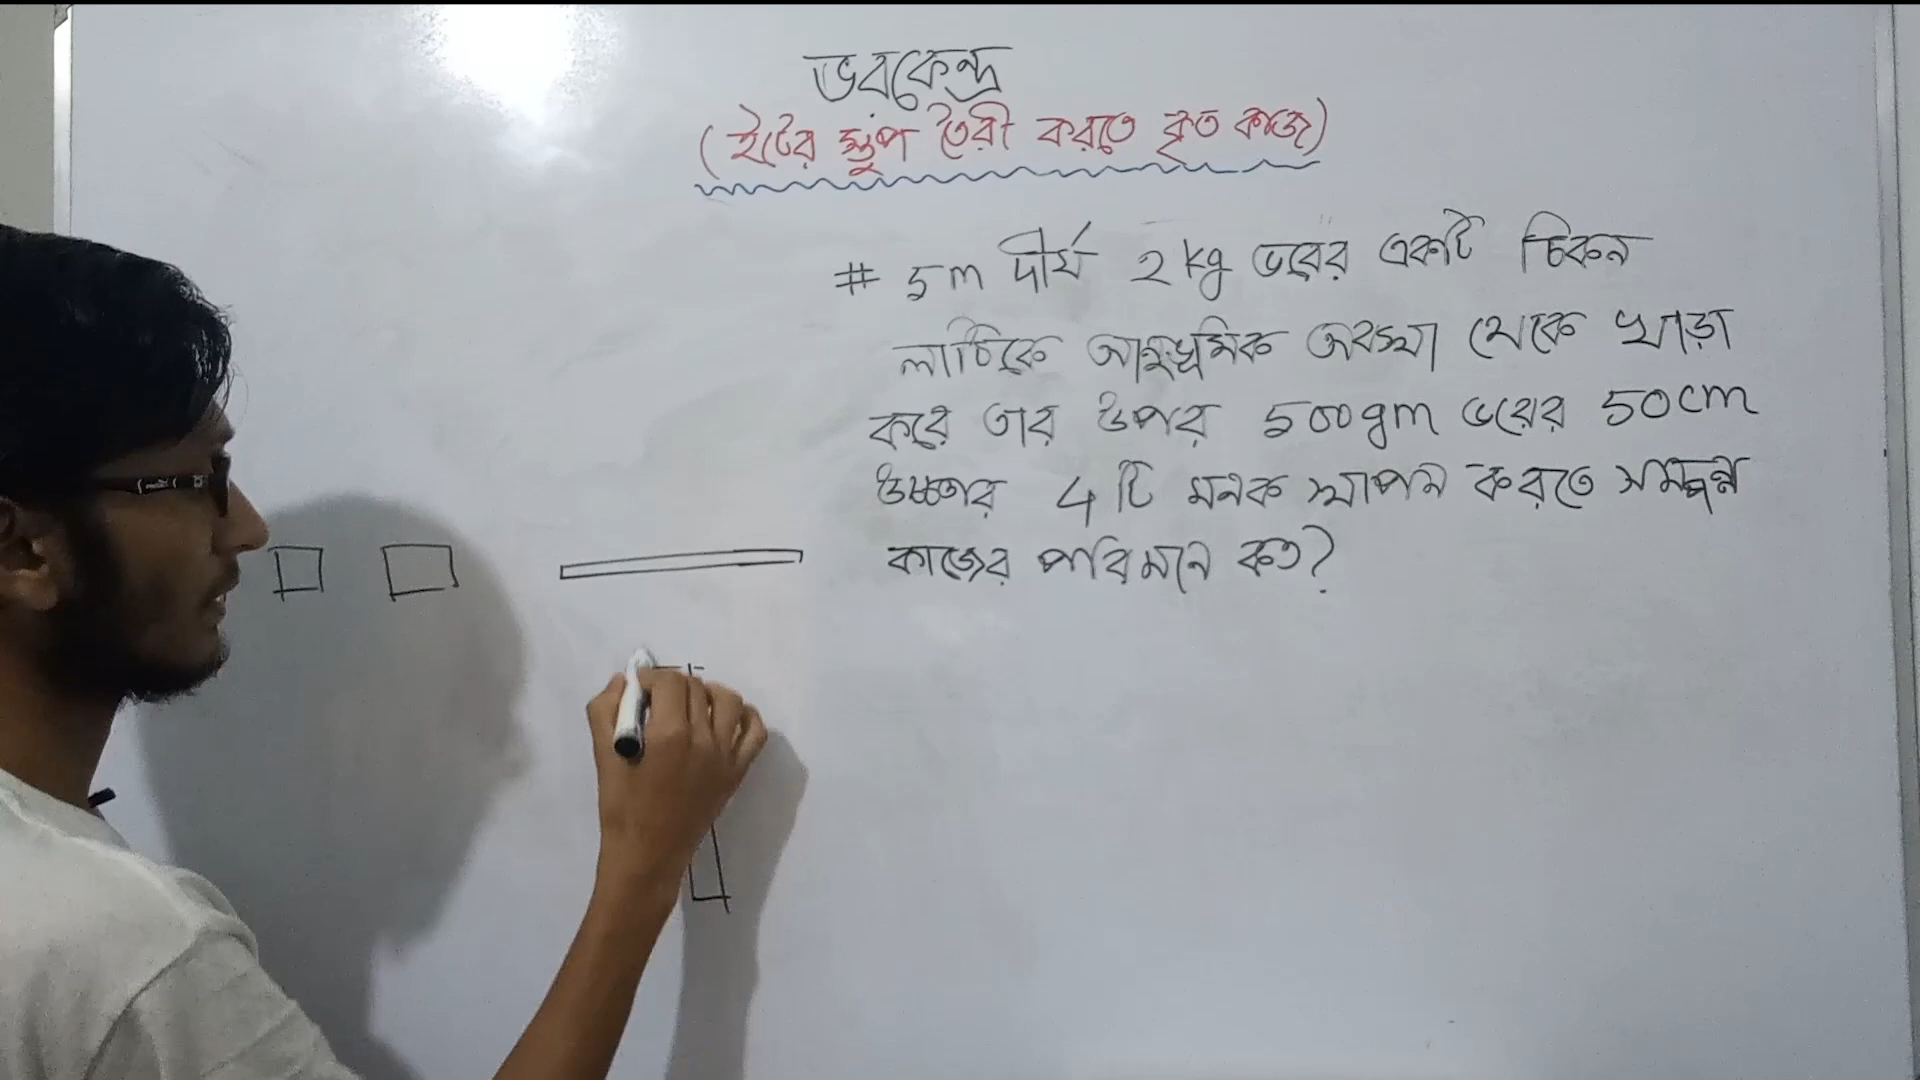 ভরকেন্দ্র
(ইটের স্তুপ তৈরী করতে কৃত কাজ)
# 5m দীর্ঘ 2 kg ভরের একটি চিকন
লাঠিকে আনুভূমিক অবস্থা থেকে খাড়া
করে তার উপর 500gm ভরের 50cm
উচ্চতার 4 টি ঘনক স্থাপন করতে সম্পন্ন
কাজের পরিমান কত?